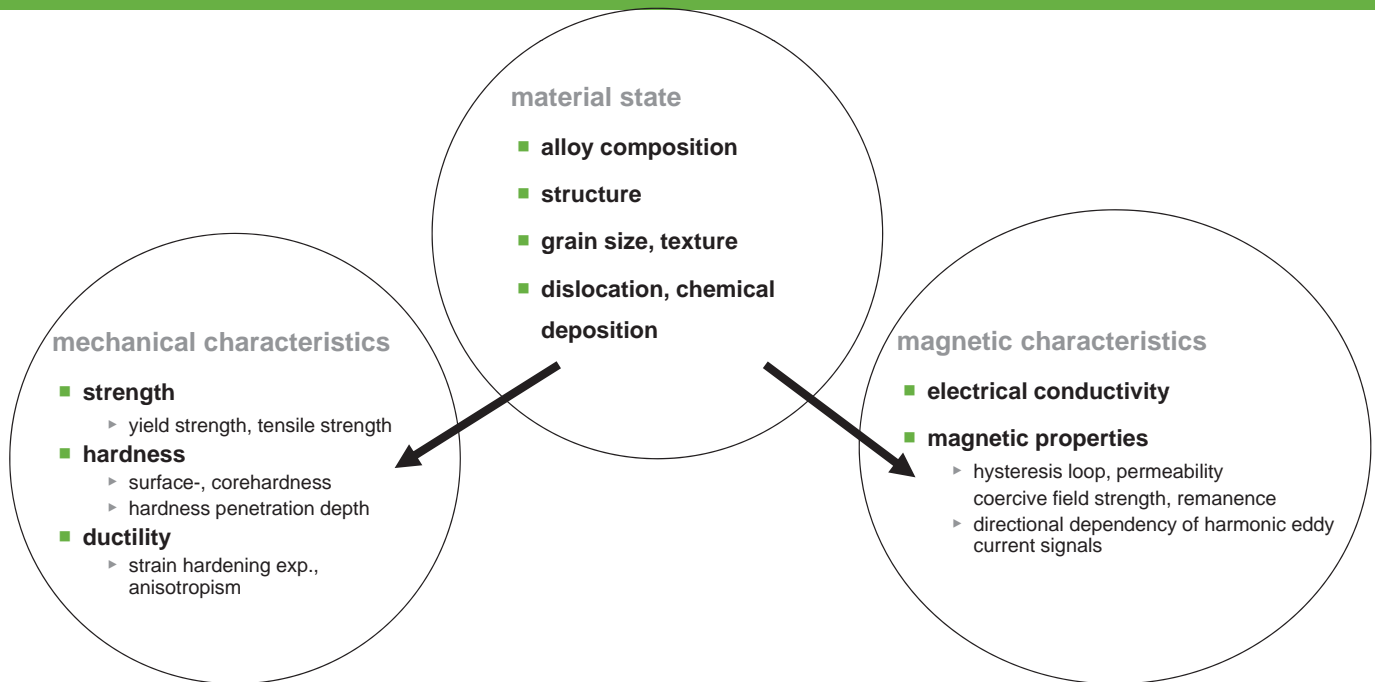 material state
alloy composition
structure
grain size, texture
dislocation, chemical
deposition
mechanical characteristics
strength
yield strength, tensile strength
hardness
surface-, corehardness
hardness penetration depth
ductility
strain hardening exp.,
anisotropism
magnetic characteristics
electrical conductivity
magnetic properties
hysteresis loop, permeability
coercive field strength, remanence
directional dependency of harmonic eddy
current signals